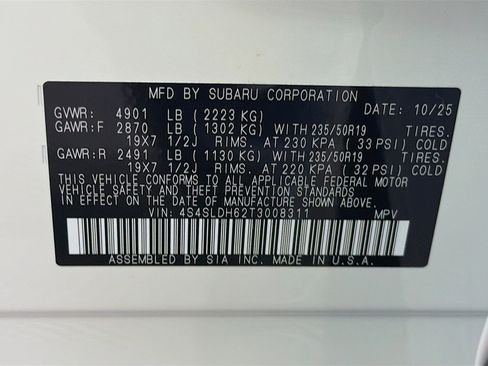 MFD BY SUBARU CORPORATION
GVWR: 4901 LB (2223 KG) DATE: 10/25
GAWR:F 2870 LB (1302 KG) WITH 235/50R19 TIRES.
19X7 1/2J RIMS. AT 230 KPA (33 PSI) COLD
GAWR:R 2491 LB (1130 KG) WITH 235/50R19 TIRES.
19X7 1/2J RIMS. AT 220 KPA (32 PSI) COLD
THIS VEHICLE CONFORMS TO ALL APPLICABLE FEDERAL MOTOR
VEHICLE SAFETY AND THEFT PREVENTION STANDARDS
IN EFFECT ON THE DATE OF MANUFACTURE SHOWN ABOVE.
VIN: 4S4SLDH62T3008311 MPV
ASSEMBLED BY SIA INC. IN U.S.A.